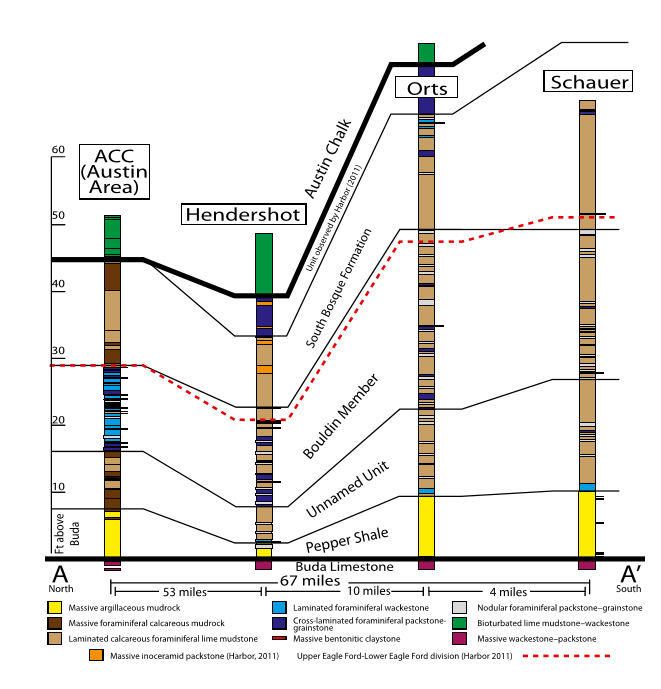 Orts
Schauer
ACC
(Austin
Area)
Hendershot
Austin Chalk
Unit observed by Harbor (2011)
South Bosque Formation
Bouldin Member
Unnamed Unit
Pepper Shale
Buda Limestone
60
50
40
30
20
10
Ft above
Buda
A
North
A'
South
67 miles
53 miles
10 miles
4 miles
Massive argillaceous mudrock
Laminated foraminiferal wackestone
Nodular foraminiferal packstone–grainstone
Massive foraminiferal calcareous mudrock
Cross-laminated foraminiferal packstone-
grainstone
Bioturbated lime mudstone–wackestone
Laminated calcareous foraminiferal lime mudstone
Massive bentonitic claystone
Massive wackestone–packstone
Massive inoceramid packstone (Harbor, 2011)
Upper Eagle Ford-Lower Eagle Ford division (Harbor 2011)